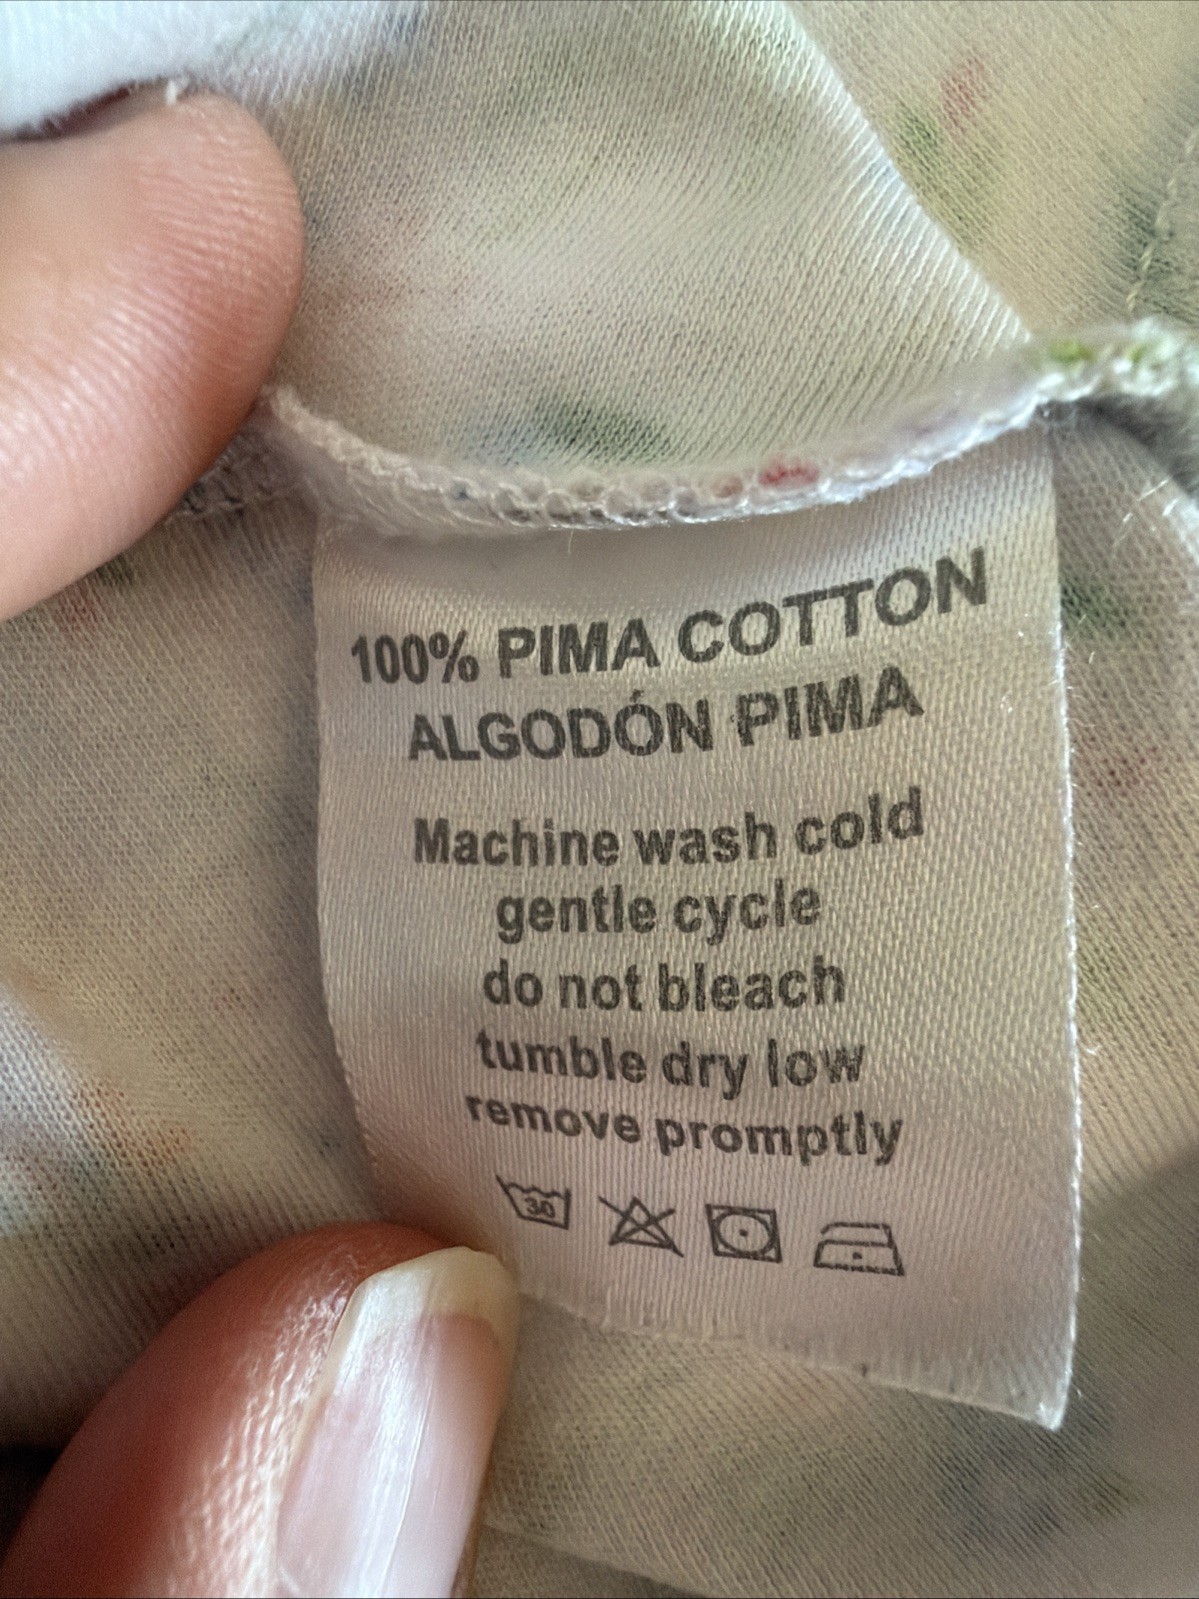 100% PIMA COTTON
ALGODÓN PIMA
Machine wash cold
gentle cycle
do not bleach
tumble dry low
remove promptly
30